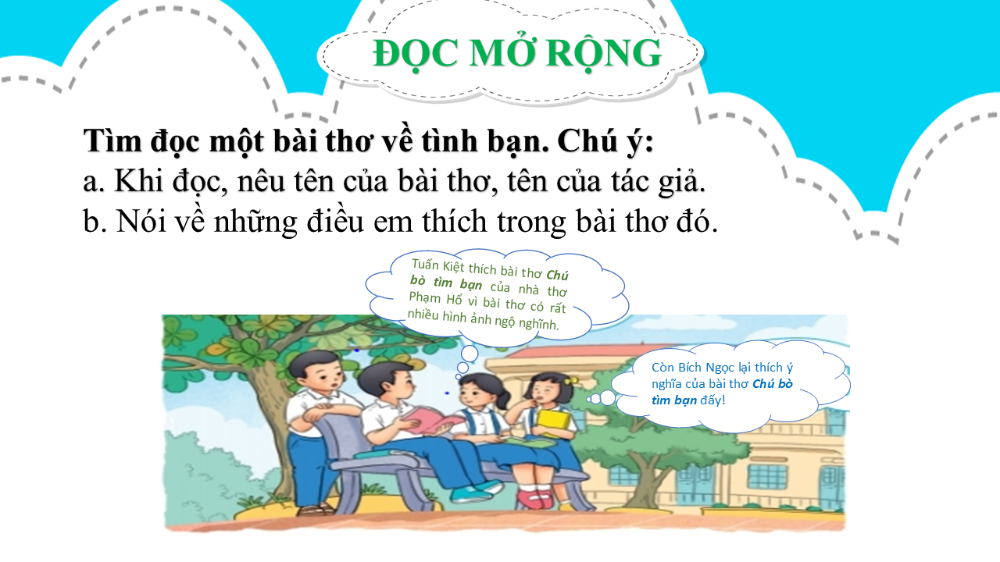 ĐỌC MỞ RỘNG
Tìm đọc một bài thơ về tình bạn. Chú ý:
a. Khi đọc, nêu tên của bài thơ, tên của tác giả.
b. Nói về những điều em thích trong bài thơ đó.
Tuấn Kiệt thích bài thơ Chú
bò tìm bạn của nhà thơ
Phạm Hổ vì bài thơ có rất
nhiều hình ảnh ngộ nghĩnh.
Còn Bích Ngọc lại thích ý
nghĩa của bài thơ Chú bò
tìm bạn đấy!